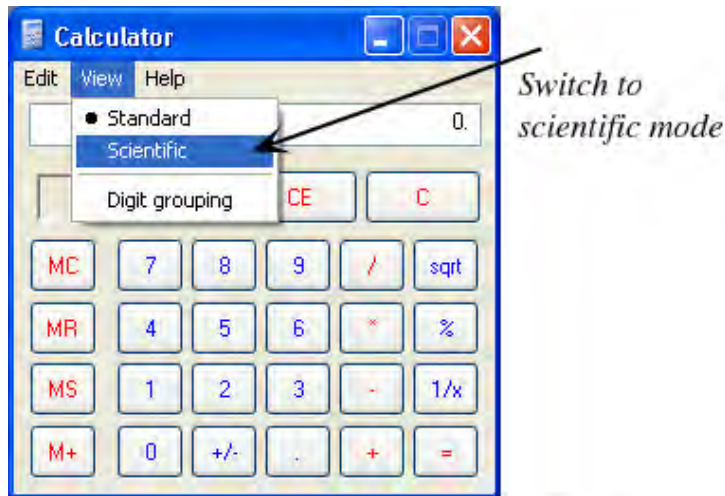 Calculator
Edit View Help
Standard
0.
Scientific
Digit grouping
CE C
MC 7 8 9 / sqrt
MR 4 5 6 * %
MS 1 2 3 - 1/x
M+ 0 +/- . + =
Switch to
scientific mode